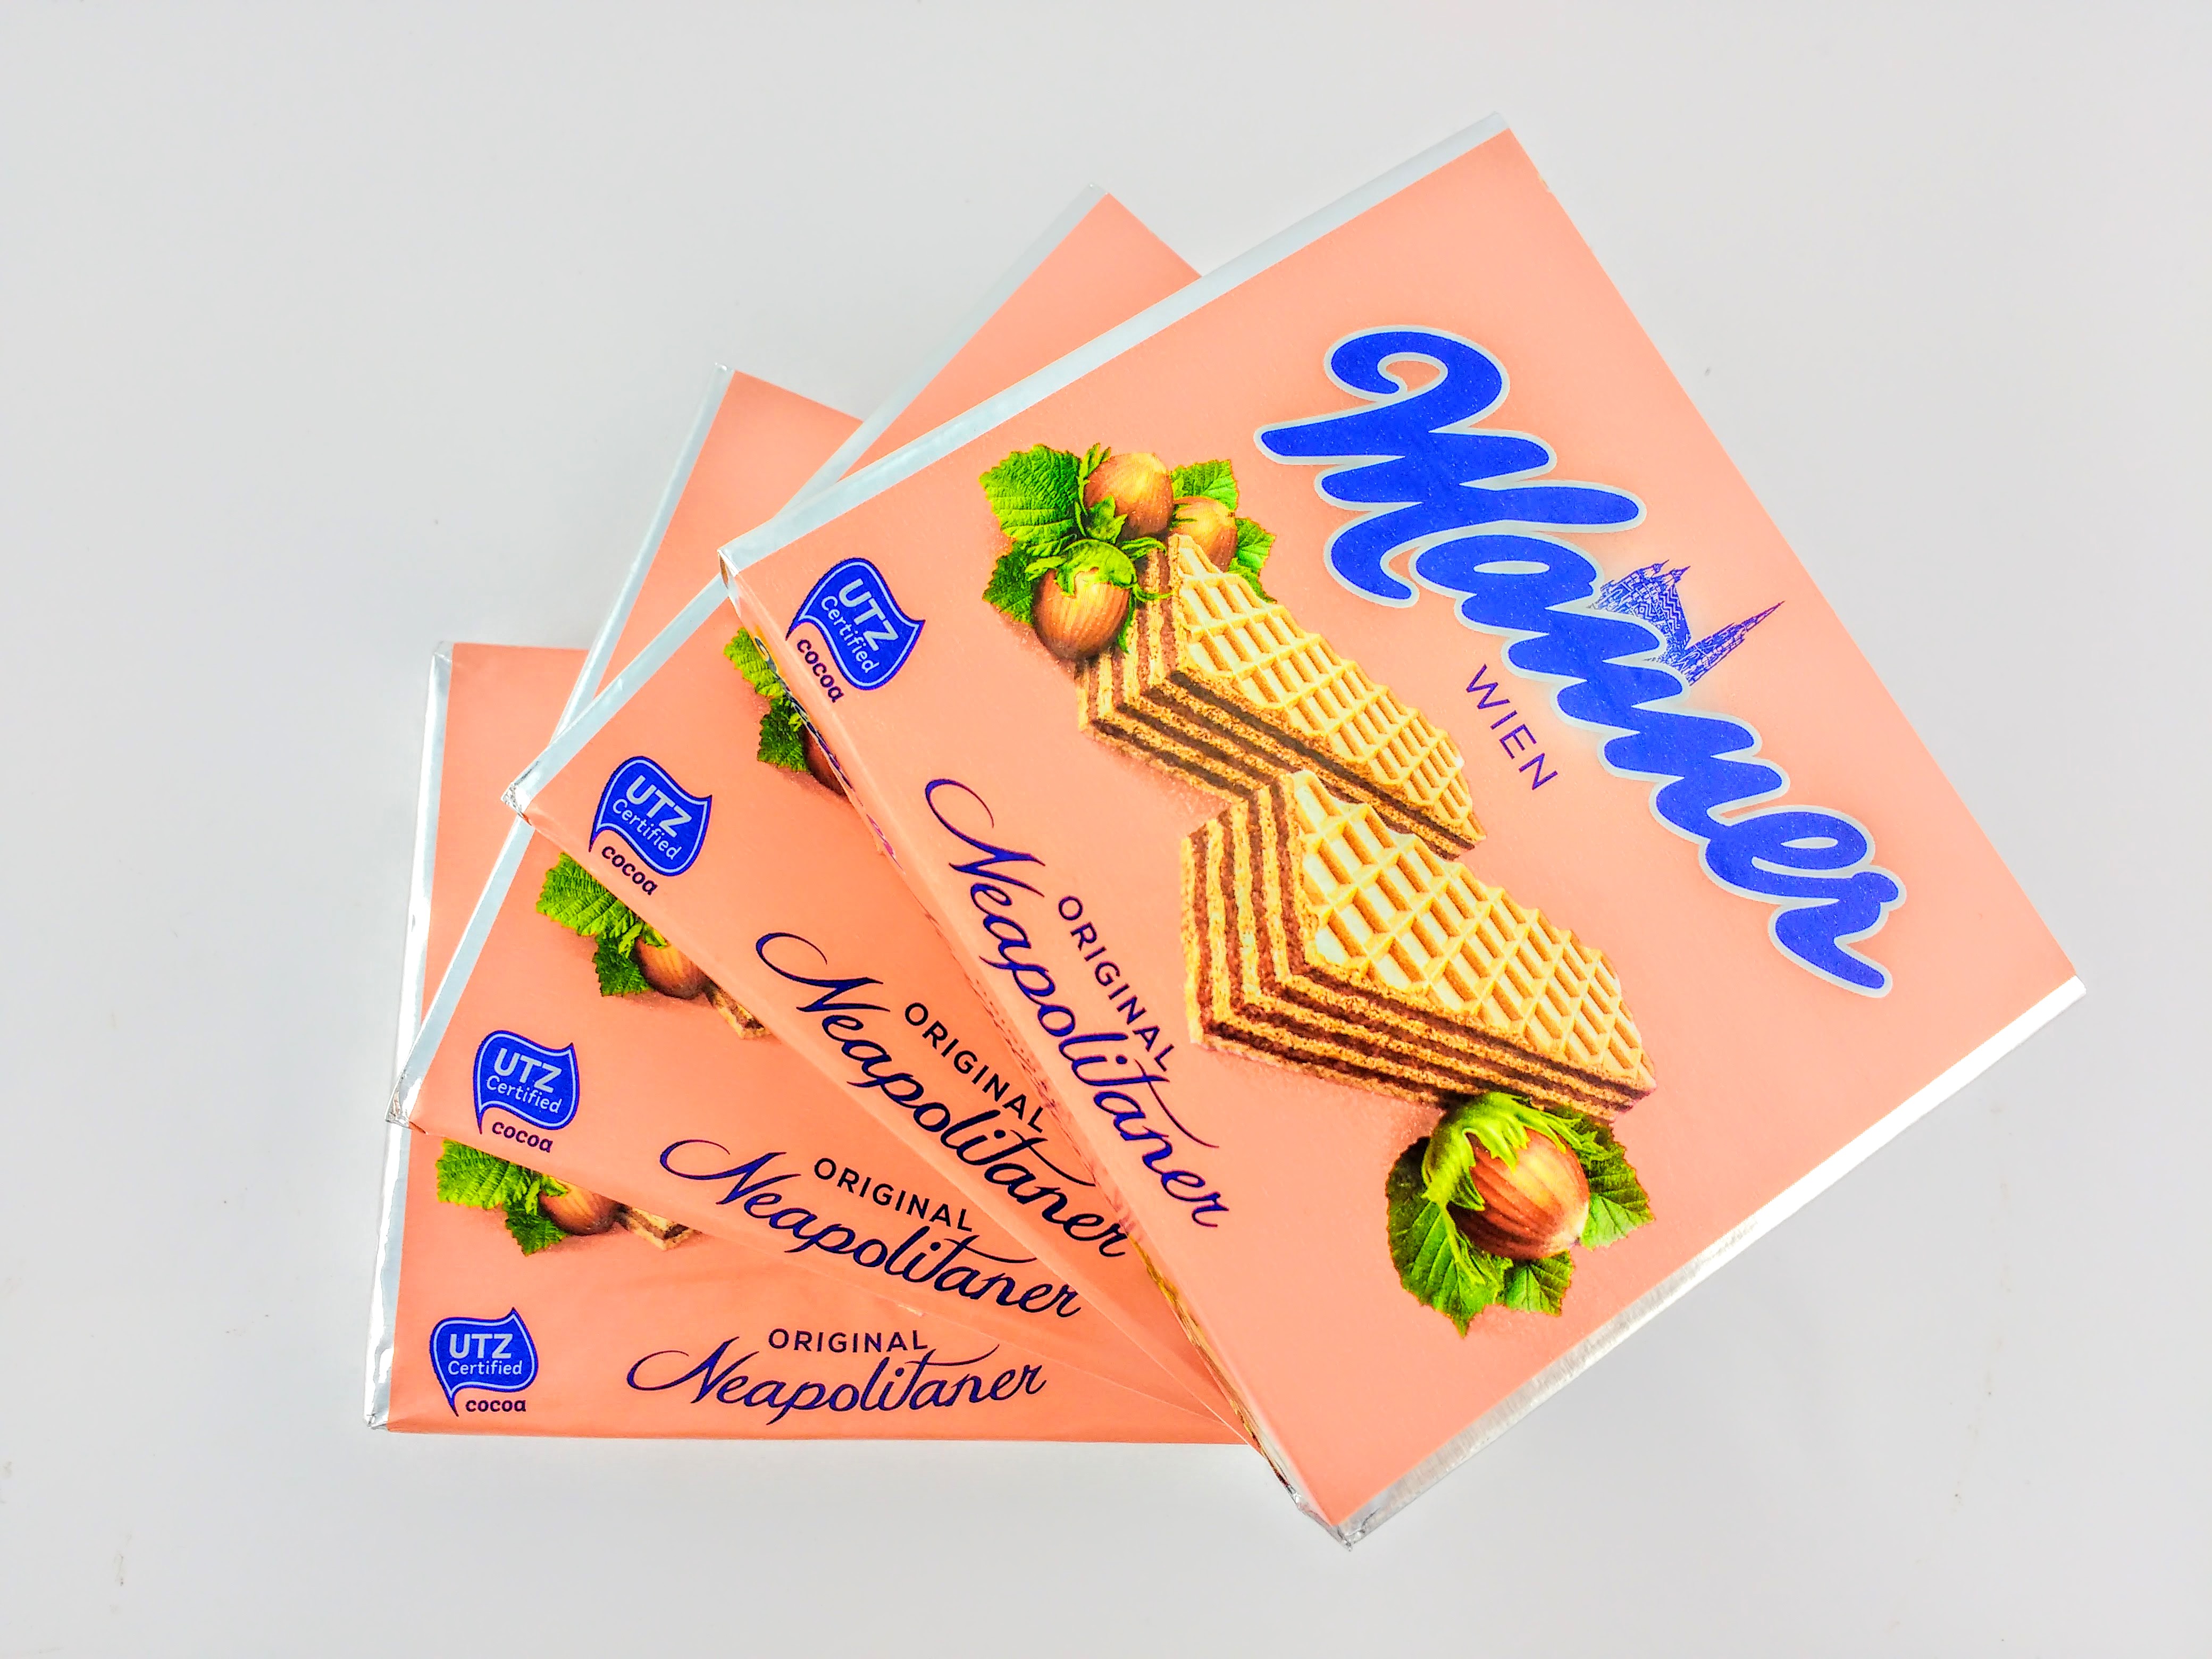 Manner
WIEN
UTZ
Certified
cocoa
ORIGINAL
Neapolitaner
UTZ
Certified
cocoa
ORIGINAL
Neapolitaner
UTZ
Certified
cocoa
ORIGINAL
Neapolitaner
UTZ
Certified
cocoa
ORIGINAL
Neapolitaner